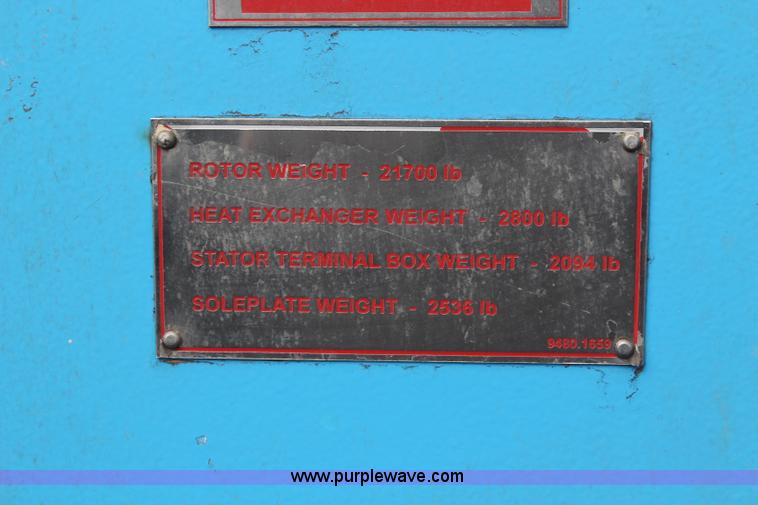 ROTOR WEIGHT - 21700 lb
HEAT EXCHANGER WEIGHT - 2800 lb
STATOR TERMINAL BOX WEIGHT - 2094 lb
SOLEPLATE WEIGHT - 2536 lb
9480.1659
www.purplewave.com